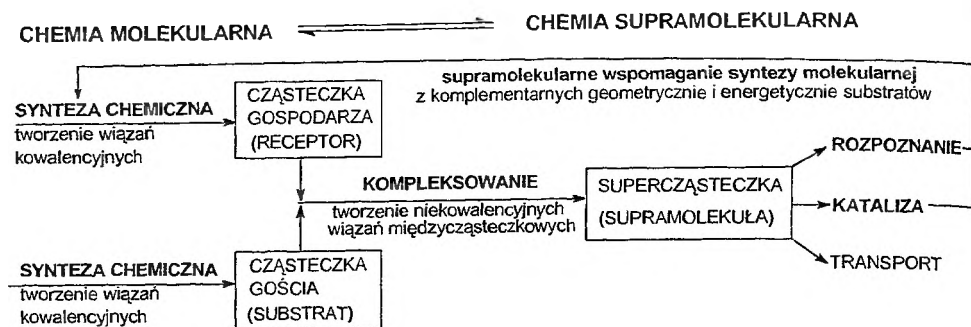 CHEMIA MOLEKULARNA
CHEMIA SUPRAMOLEKULARNA
supramolekularne wspomaganie syntezy molekularnej
z komplementarnych geometrycznie i energetycznie substratów
SYNTEZA CHEMICZNA
tworzenie wiązań
kowalencyjnych
CZĄSTECZKA
GOSPODARZA
(RECEPTOR)
KOMPLEKSOWANIE
tworzenie niekowalencyjnych
wiązań międzycząsteczkowych
SUPERCZĄSTECZKA
(SUPRAMOLEKUŁA)
ROZPOZNANIE
KATALIZA
TRANSPORT
SYNTEZA CHEMICZNA
tworzenie wiązań
kowalencyjnych
CZĄSTECZKA
GOŚCIA
(SUBSTRAT)